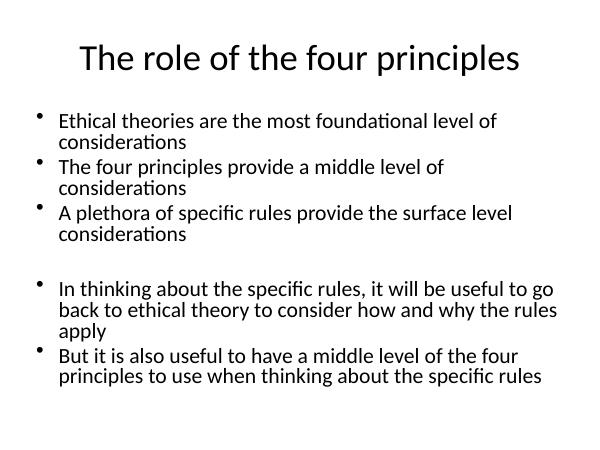 The role of the four principles
• Ethical theories are the most foundational level of
considerations
• The four principles provide a middle level of
considerations
• A plethora of specific rules provide the surface level
considerations
• In thinking about the specific rules, it will be useful to go
back to ethical theory to consider how and why the rules
apply
• But it is also useful to have a middle level of the four
principles to use when thinking about the specific rules